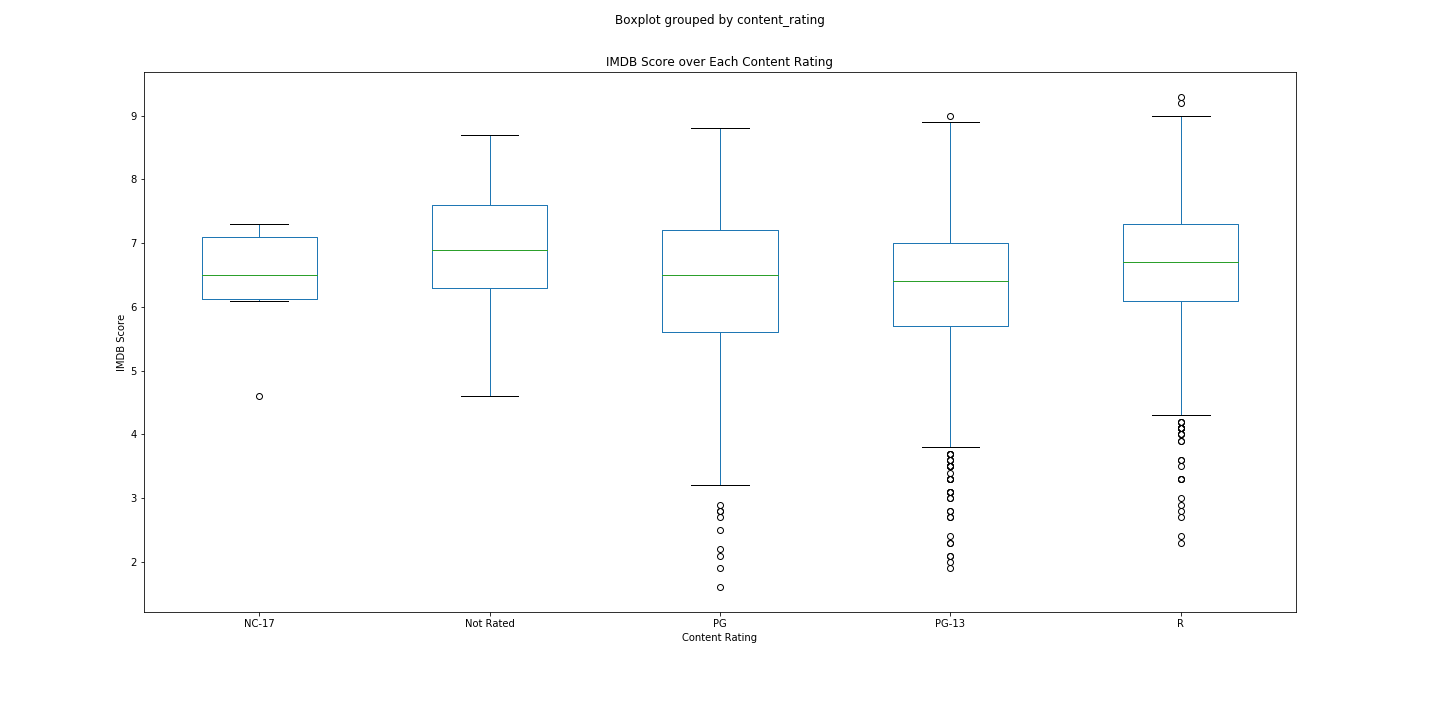 Boxplot grouped by content_rating
IMDB Score over Each Content Rating
9
8
7
6
5
4
3
2
IMDB Score
NC-17 Not Rated PG PG-13 R
Content Rating